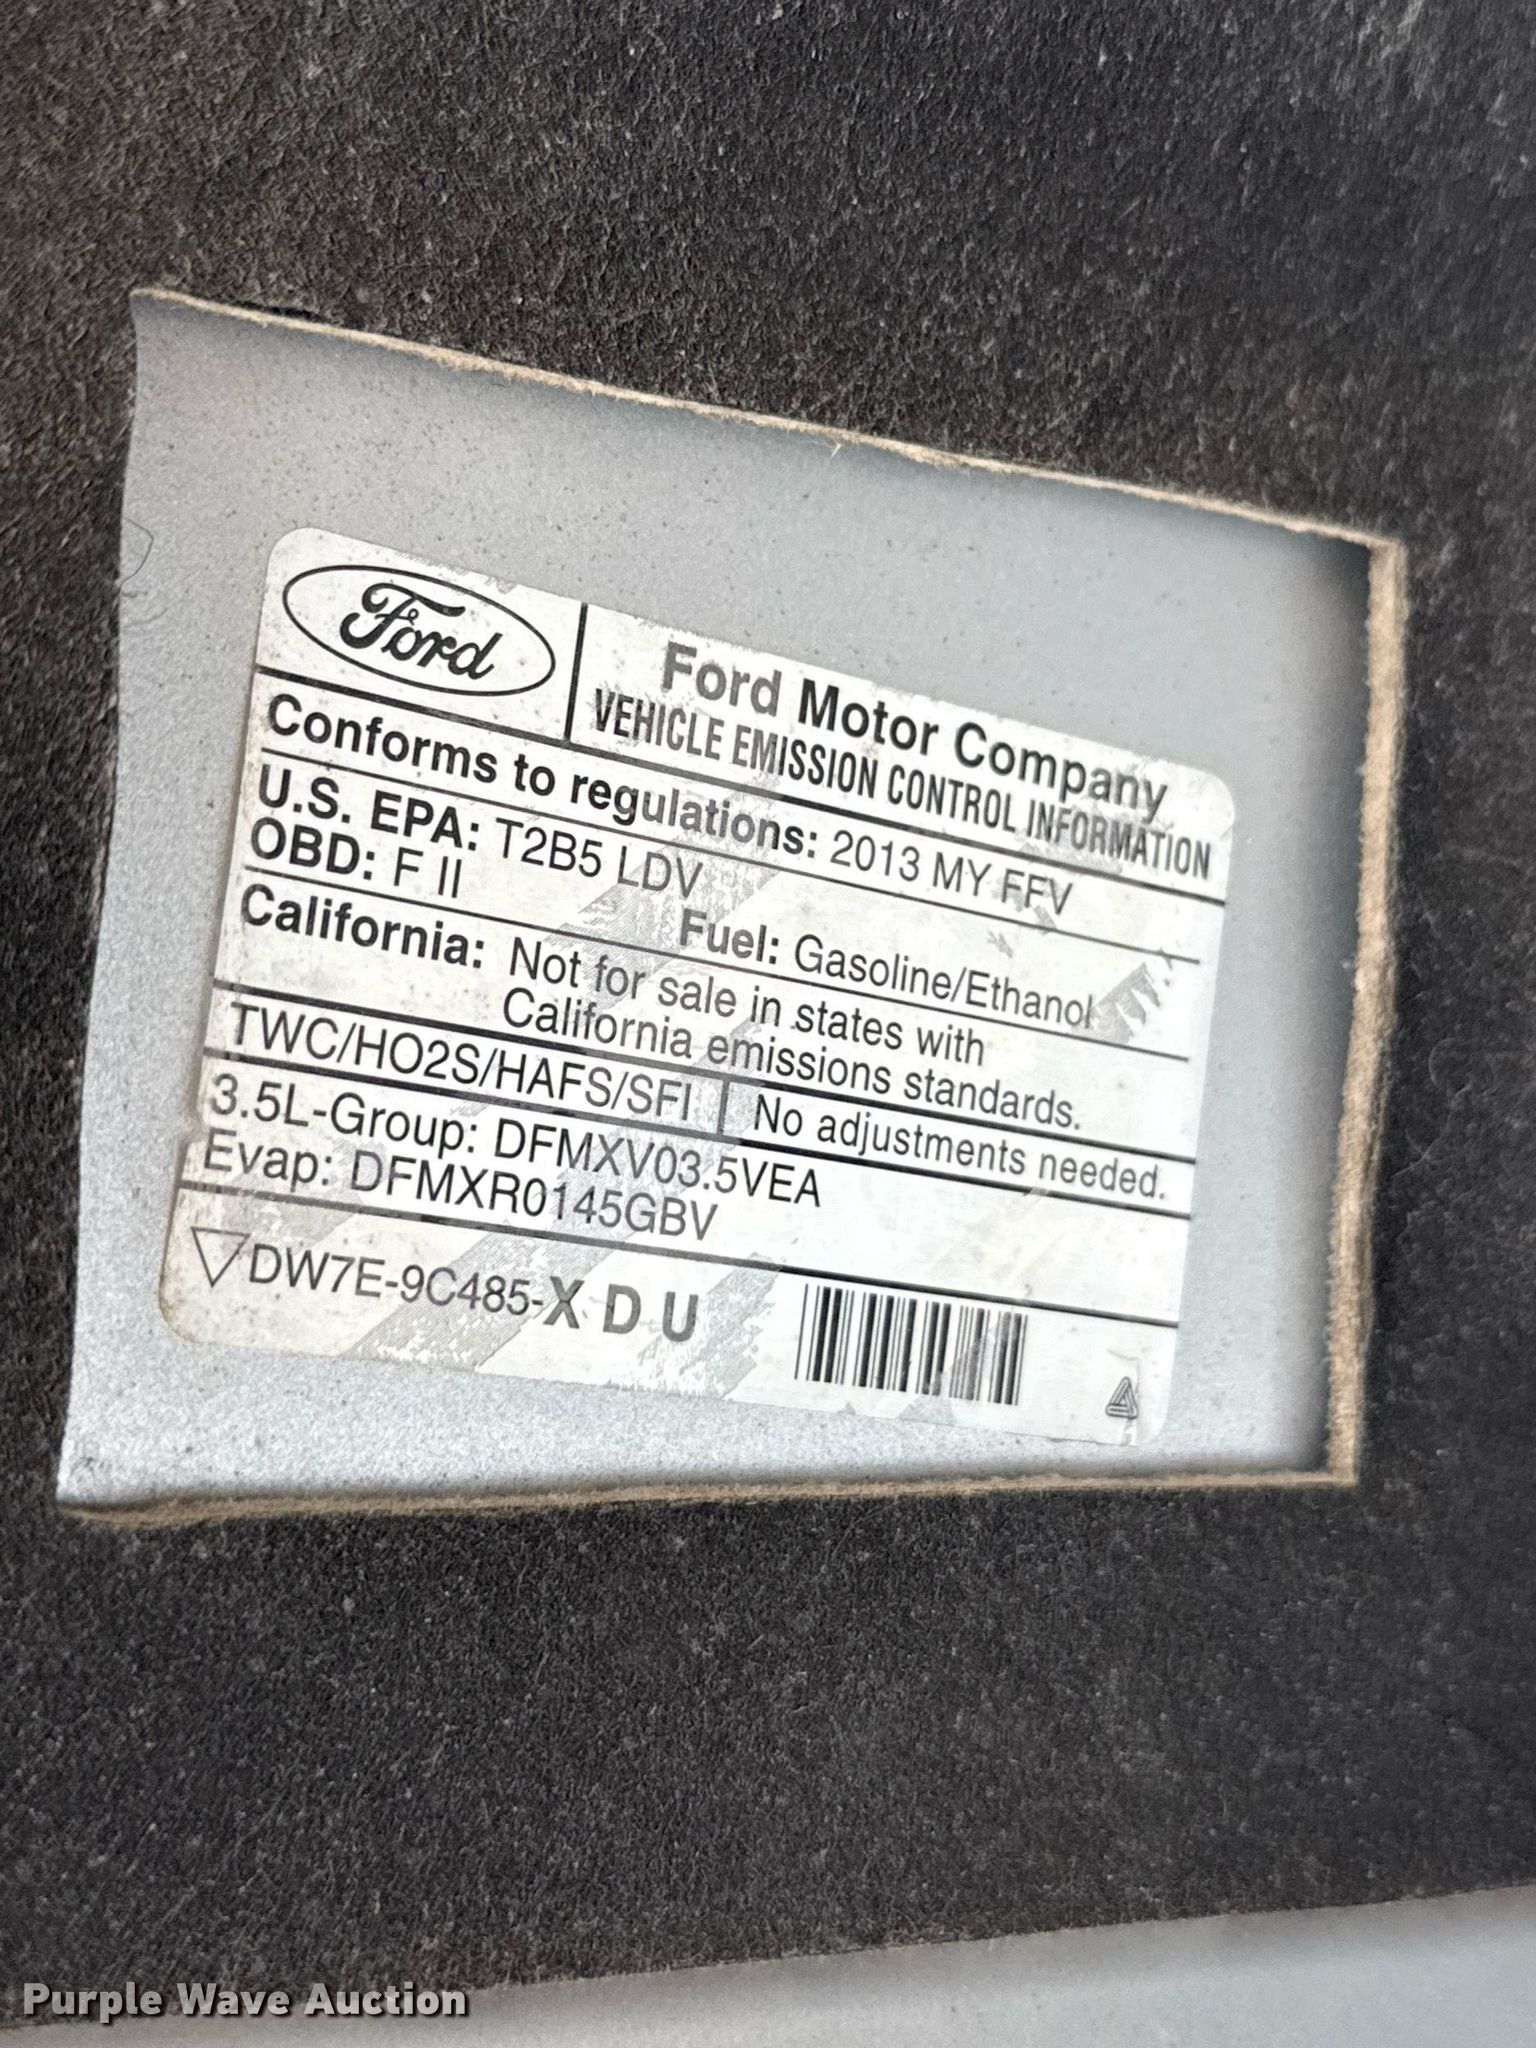 Ford
Ford Motor Company
VEHICLE EMISSION CONTROL INFORMATION
Conforms to regulations: 2013 MY FFV
U.S. EPA: T2B5 LDV
OBD: F II Fuel: Gasoline/Ethanol
California: Not for sale in states with
California emissions standards.
TWC/HO2S/HAFS/SFI No adjustments needed.
3.5L-Group: DFMXV03.5VEA
Evap: DFMXR0145GBV
DW7E-9C485-X D U
Purple Wave Auction